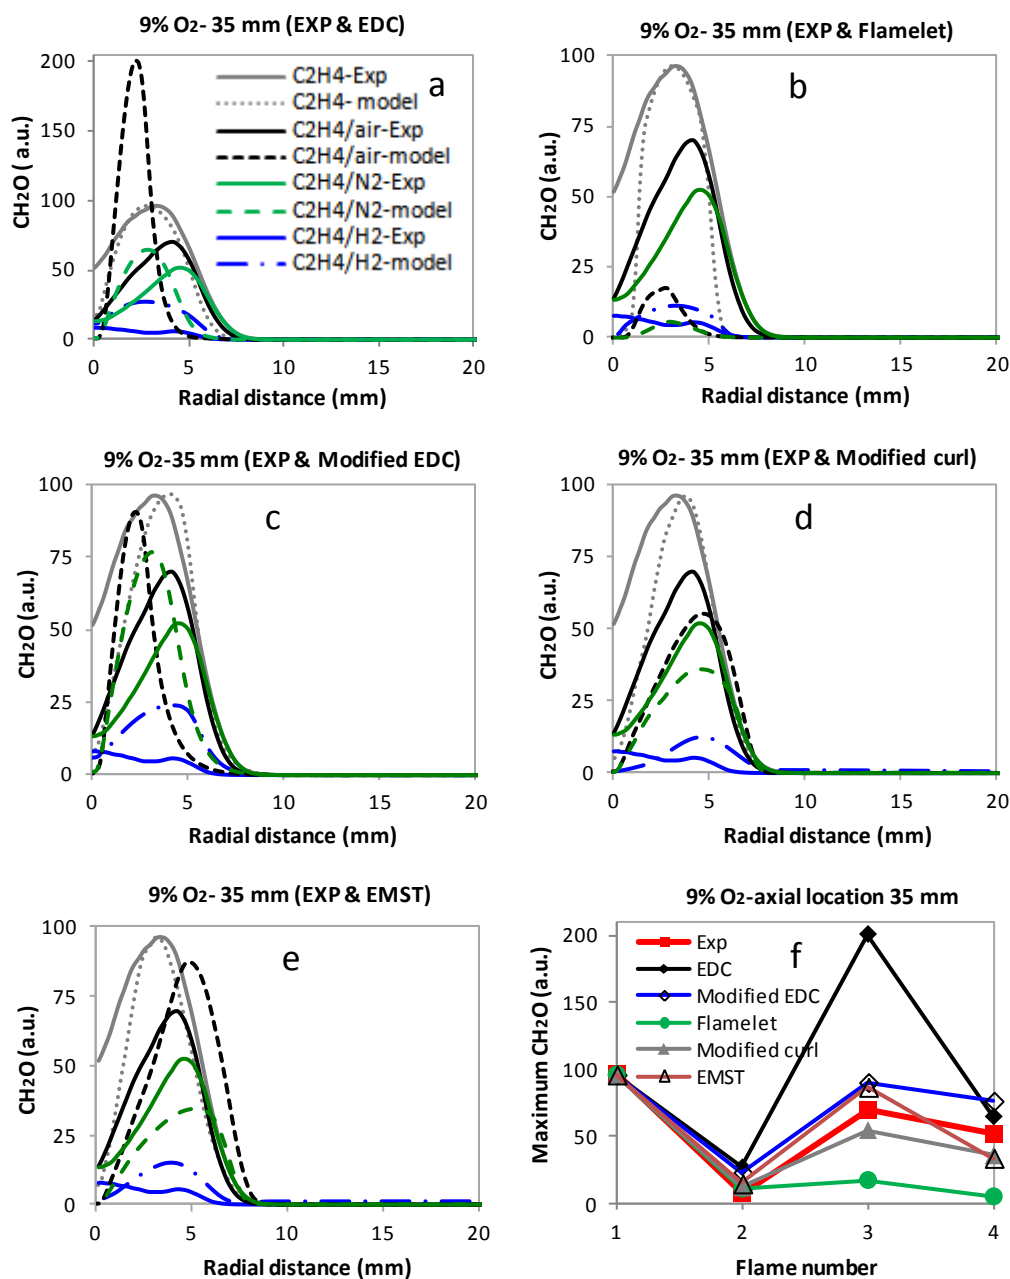 9% O2- 35 mm (EXP & EDC)
a
200
150
100
50
0
CH2O ( a.u.)
C2H4-Exp
C2H4- model
C2H4/air-Exp
C2H4/air-model
C2H4/N2-Exp
C2H4/N2-model
C2H4/H2-Exp
C2H4/H2-model
0 5 10 15 20
Radial distance (mm)
9% O2- 35 mm (EXP & Flamelet)
b
100
75
50
25
0
CH2O (a.u.)
0 5 10 15 20
Radial distance (mm)
9% O2-35 mm (EXP & Modified EDC)
c
100
75
50
25
0
CH2O (a.u.)
0 5 10 15 20
Radial distance (mm)
9% O2- 35 mm (EXP & Modified curl)
d
100
75
50
25
0
CH2O (a.u.)
0 5 10 15 20
Radial distance (mm)
9% O2- 35 mm (EXP & EMST)
e
100
75
50
25
0
CH2O (a.u.)
0 5 10 15 20
Radial distance (mm)
9% O2-axial location 35 mm
f
200
150
100
50
0
Maximum CH2O (a.u.)
Exp
EDC
Modified EDC
Flamelet
Modified curl
EMST
1 2 3 4
Flame number